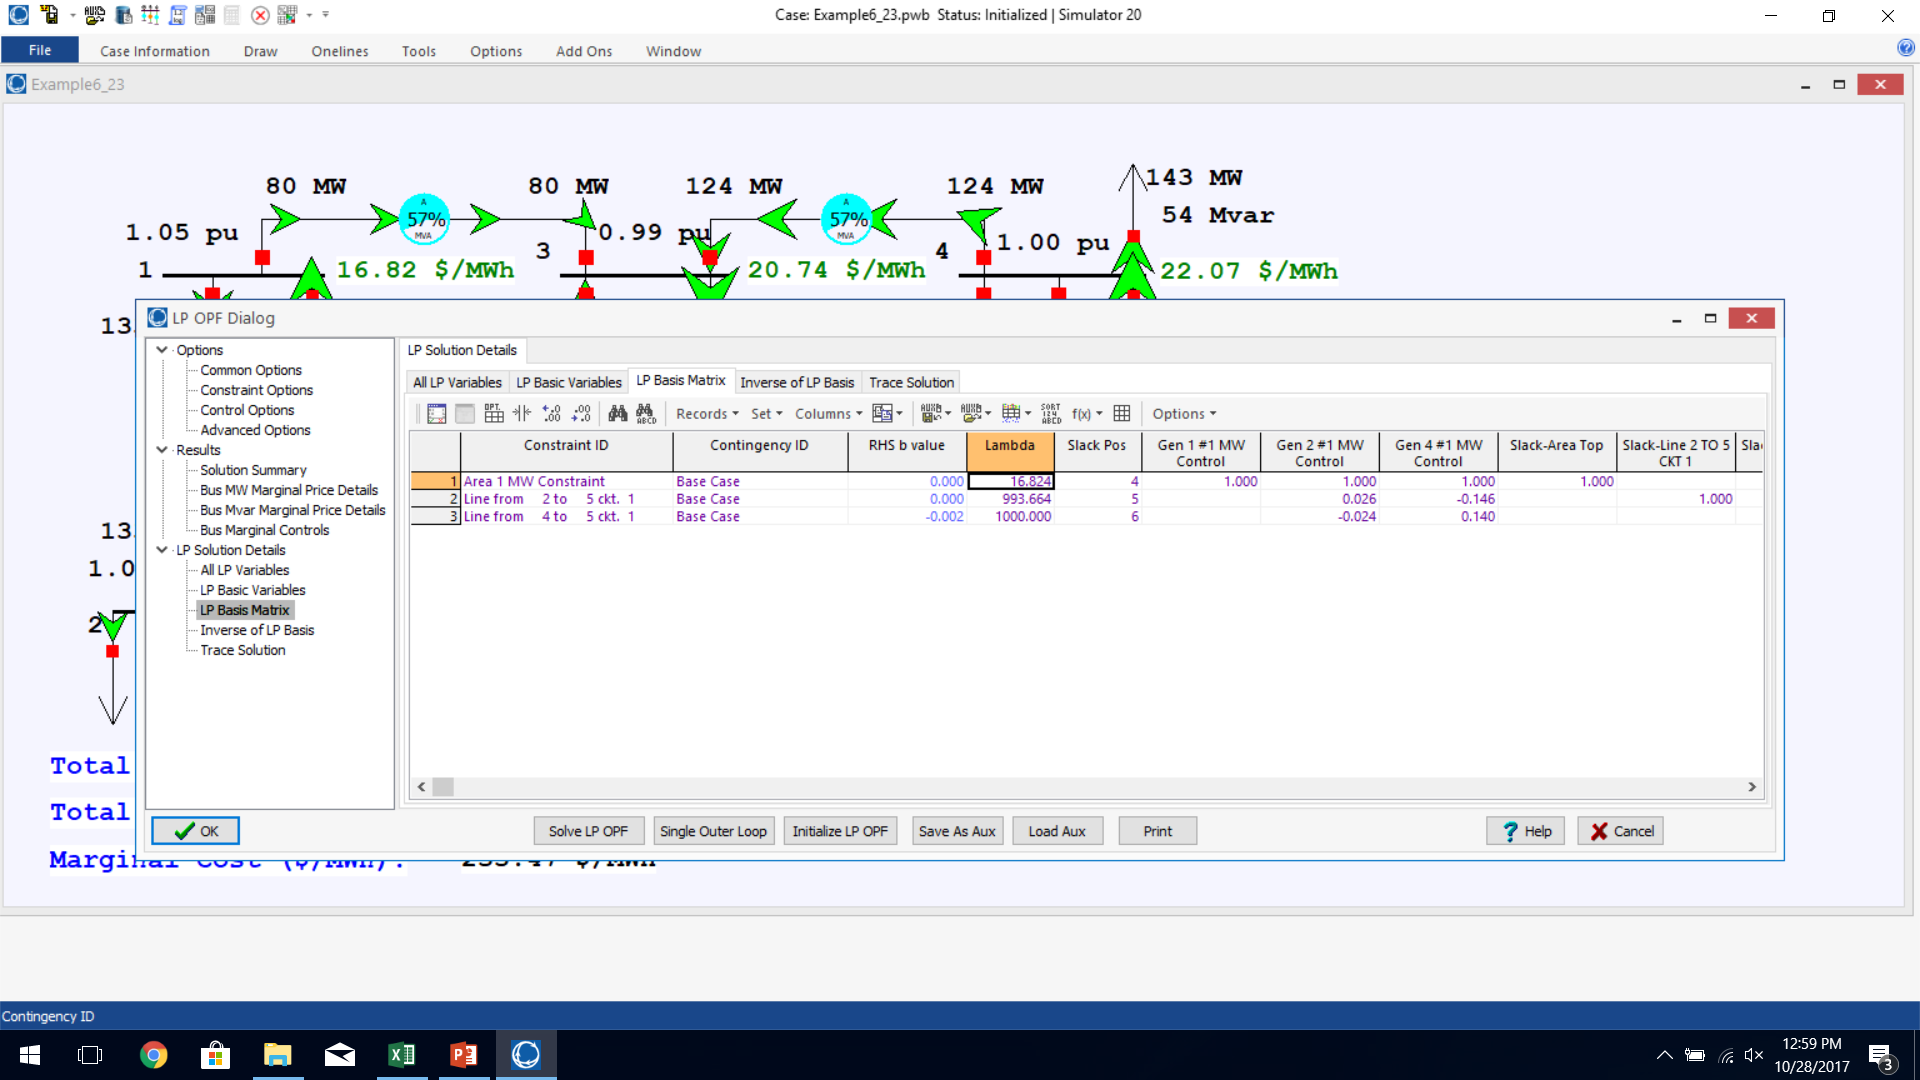 Case: Example6_23.pwb  Status: Initialized | Simulator 20
File Case Information Draw Onelines Tools Options Add Ons Window
Example6_23
80 MW 80 MW 124 MW 124 MW 143 MW
A 57% MVA A 57% MVA
54 Mvar
1.05 pu 3 0.99 pu 4 1.00 pu
1 16.82 $/MWh 20.74 $/MWh 22.07 $/MWh
LP OPF Dialog
13.
13.
1.0
2
Total
Total
Marginal Cost ($/MWh):
Options
Common Options
Constraint Options
Control Options
Advanced Options
Results
Solution Summary
Bus MW Marginal Price Details
Bus Mvar Marginal Price Details
Bus Marginal Controls
LP Solution Details
All LP Variables
LP Basic Variables
LP Basis Matrix
Inverse of LP Basis
Trace Solution
LP Solution Details
All LP Variables LP Basic Variables LP Basis Matrix Inverse of LP Basis Trace Solution
Records Set Columns AUXB AUXB SORT 124 ABCD f(x) Options
Constraint ID Contingency ID RHS b value Lambda Slack Pos Gen 1 #1 MW Control Gen 2 #1 MW Control Gen 4 #1 MW Control Slack-Area Top Slack-Line 2 TO 5 CKT 1 Sla
1 Area 1 MW Constraint Base Case 0.000 16.824 4 1.000 1.000 1.000 1.000
2 Line from 2 to 5 ckt. 1 Base Case 0.000 993.664 5 0.026 -0.146 1.000
3 Line from 4 to 5 ckt. 1 Base Case -0.002 1000.000 6 -0.024 0.140
OK Solve LP OPF Single Outer Loop Initialize LP OPF Save As Aux Load Aux Print Help Cancel
Contingency ID
12:59 PM
10/28/2017
3